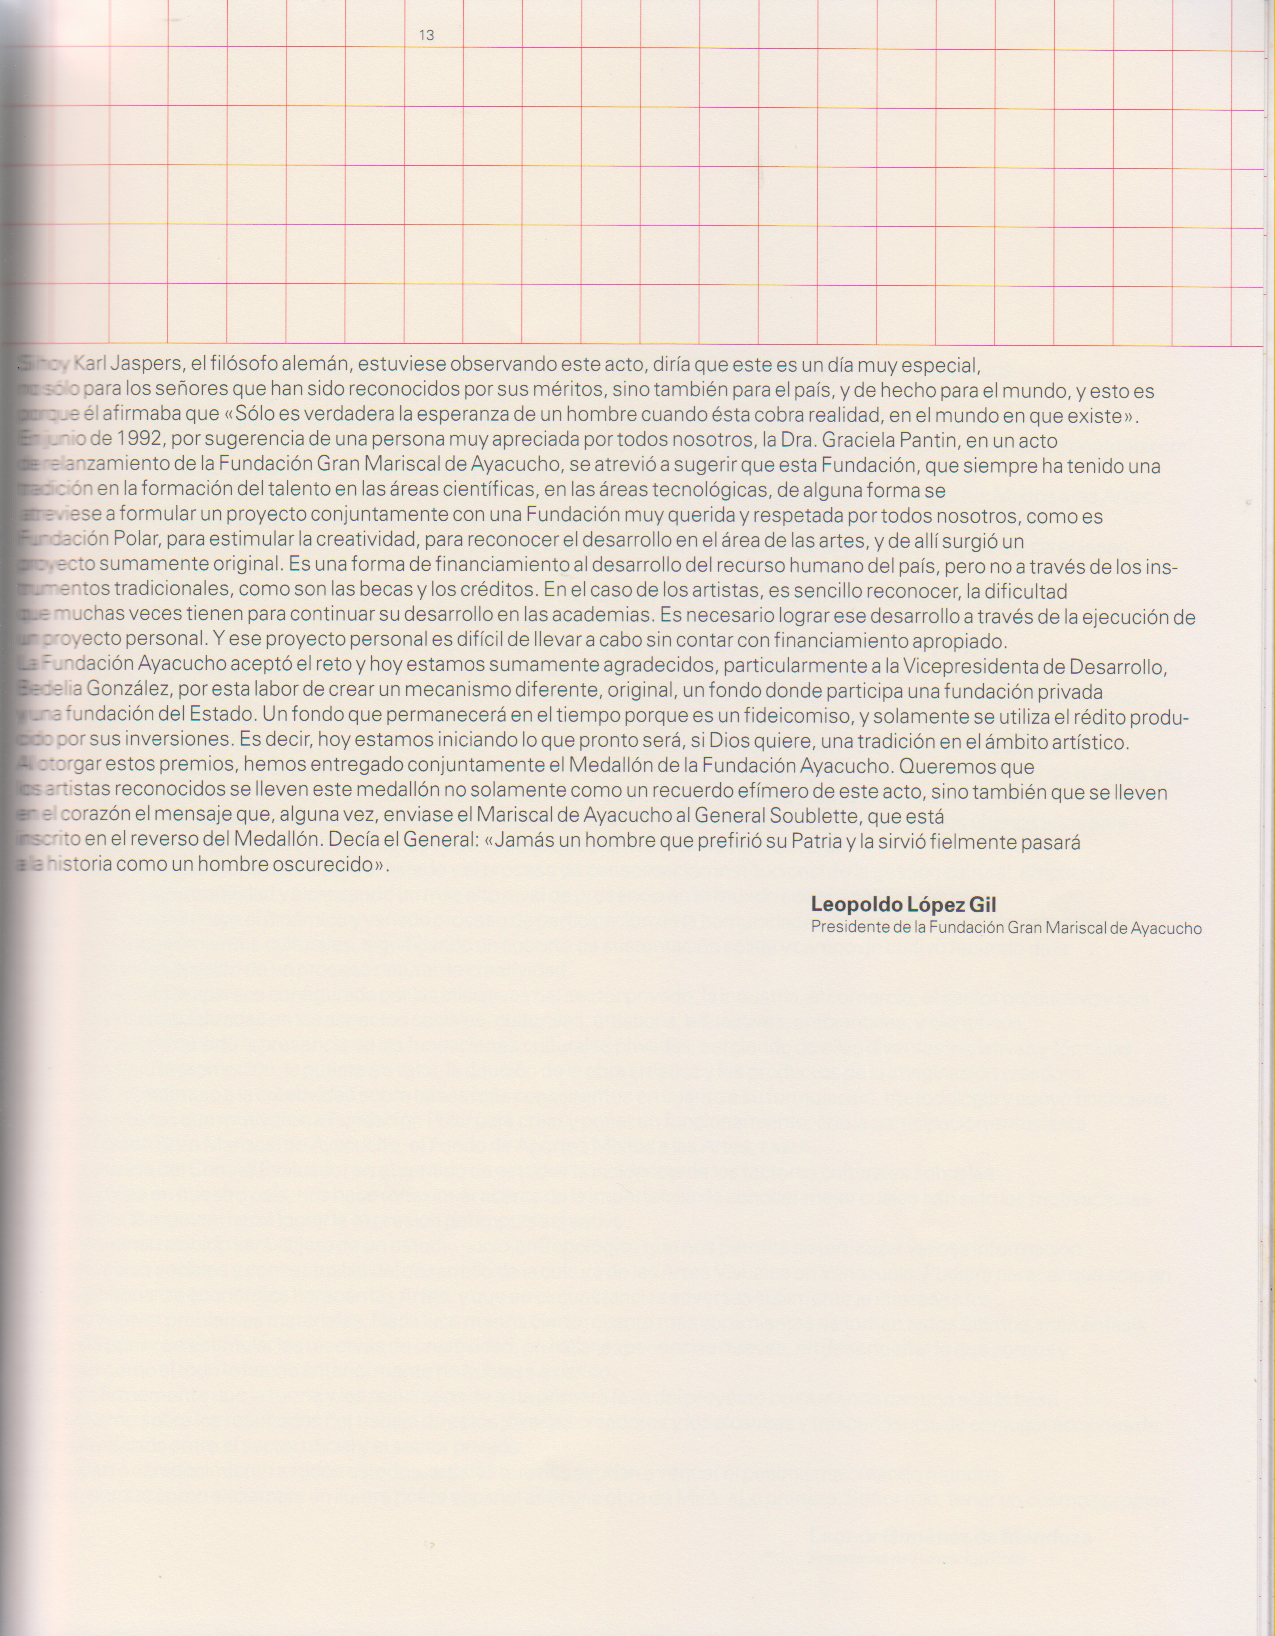 13
Si hoy Karl Jaspers, el filósofo alemán, estuviese observando este acto, diría que este es un día muy especial,
no sólo para los señores que han sido reconocidos por sus méritos, sino también para el país, y de hecho para el mundo, y esto es
porque él afirmaba que «Sólo es verdadera la esperanza de un hombre cuando ésta cobra realidad, en el mundo en que existe».
En junio de 1992, por sugerencia de una persona muy apreciada por todos nosotros, la Dra. Graciela Pantin, en un acto
de relanzamiento de la Fundación Gran Mariscal de Ayacucho, se atrevió a sugerir que esta Fundación, que siempre ha tenido una
tradición en la formación del talento en las áreas científicas, en las áreas tecnológicas, de alguna forma se
atreviese a formular un proyecto conjuntamente con una Fundación muy querida y respetada por todos nosotros, como es
Fundación Polar, para estimular la creatividad, para reconocer el desarrollo en el área de las artes, y de allí surgió un
proyecto sumamente original. Es una forma de financiamiento al desarrollo del recurso humano del país, pero no a través de los ins-
trumentos tradicionales, como son las becas y los créditos. En el caso de los artistas, es sencillo reconocer, la dificultad
que muchas veces tienen para continuar su desarrollo en las academias. Es necesario lograr ese desarrollo a través de la ejecución de
un proyecto personal. Y ese proyecto personal es difícil de llevar a cabo sin contar con financiamiento apropiado.
La Fundación Ayacucho aceptó el reto y hoy estamos sumamente agradecidos, particularmente a la Vicepresidenta de Desarrollo,
Bedelia González, por esta labor de crear un mecanismo diferente, original, un fondo donde participa una fundación privada
y una fundación del Estado. Un fondo que permanecerá en el tiempo porque es un fideicomiso, y solamente se utiliza el rédito produ-
cido por sus inversiones. Es decir, hoy estamos iniciando lo que pronto será, si Dios quiere, una tradición en el ámbito artístico.
Al otorgar estos premios, hemos entregado conjuntamente el Medallón de la Fundación Ayacucho. Queremos que
los artistas reconocidos se lleven este medallón no solamente como un recuerdo efímero de este acto, sino también que se lleven
en el corazón el mensaje que, alguna vez, enviase el Mariscal de Ayacucho al General Soublette, que está
inscrito en el reverso del Medallón. Decía el General: «Jamás un hombre que prefirió su Patria y la sirvió fielmente pasará
a la historia como un hombre oscurecido».
Leopoldo López Gil
Presidente de la Fundación Gran Mariscal de Ayacucho